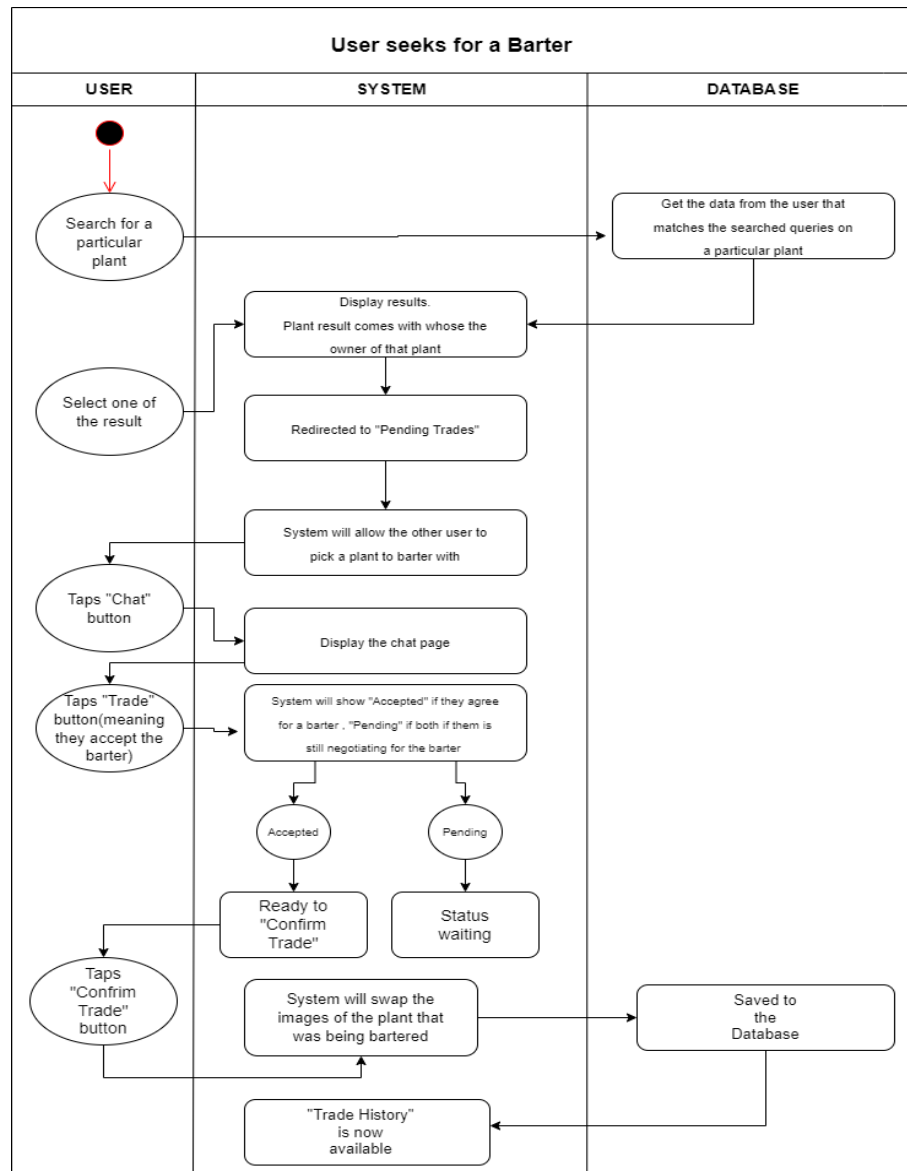 User seeks for a Barter
USER
SYSTEM
DATABASE
Search for a
particular
plant
Get the data from the user that
matches the searched queries on
a particular plant
Display results.
Plant result comes with whose the
owner of that plant
Select one of
the result
Redirected to "Pending Trades"
System will allow the other user to
pick a plant to barter with
Taps "Chat"
button
Display the chat page
Taps "Trade"
button(meaning
they accept the
barter)
System will show "Accepted" if they agree
for a barter , "Pending" if both if them is
still negotiating for the barter
Accepted
Pending
Ready to
"Confirm
Trade"
Status
waiting
Taps
"Confrim
Trade"
button
System will swap the
images of the plant that
was being bartered
Saved to
the
Database
"Trade History"
is now
available